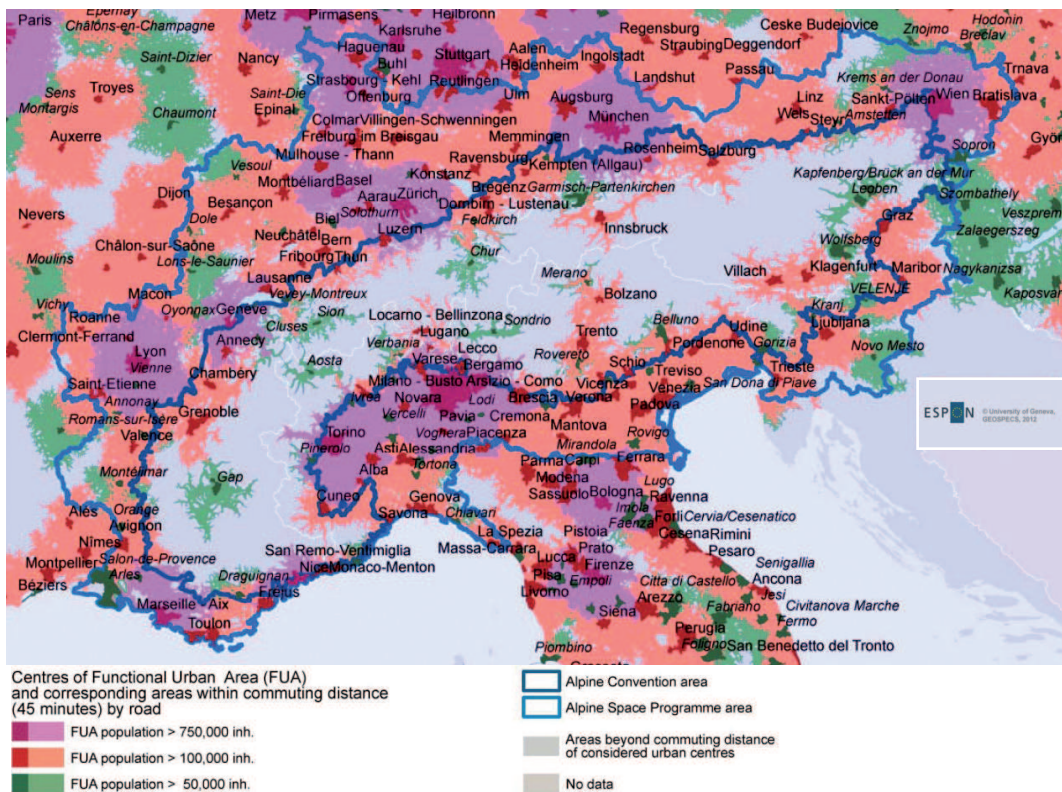 Epernay
Châlons-en-Champagne
Paris
Metz
Pirmasens
Heilbronn
Karlsruhe
Regensburg
Ceske Budejovice
Hodonin
Znojmo
Breclav
Saint-Dizier
Nancy
Haguenau
Buhl
Stuttgart
Aalen
Heidenheim
Ingolstadt
Straubing
Deggendorf
Strasbourg - Kehl
Reutlingen
Landshut
Passau
Trnava
Sens
Montargis
Troyes
Saint-Die
Epinal
Offenburg
Ulm
Augsburg
Krems an der Donau
Linz
Sankt-Pölten
Wien
Bratislava
Chaumont
Colmar
Villingen-Schwenningen
München
Wels
Steyr
Amstetten
Auxerre
Freiburg im Breisgau
Memmingen
Rosenheim
Salzburg
Sopron
Györ
Mulhouse - Thann
Ravensburg
Kempten (Allgau)
Vesoul
Konstanz
Kapfenberg/Brück an der Mur
Montbéliard
Basel
Bregenz
Garmisch-Partenkirchen
Leoben
Dijon
Aarau
Zürich
Dornbirn - Lustenau
Szombathely
Nevers
Dole
Besançon
Biel
Solothurn
Luzern
Feldkirch
Innsbruck
Graz
Veszprem
Neuchâtel
Bern
Zalaegerszeg
Châlon-sur-Saône
Fribourg
Thun
Chur
Wolfsberg
Moulins
Lons-le-Saunier
Lausanne
Merano
Villach
Klagenfurt
Maribor
Nagykanizsa
Macon
Vevey-Montreux
Bolzano
VELENJE
Kaposvar
Vichy
Roanne
Oyonnax
Geneve
Sion
Locarno - Bellinzona
Sondrio
Kranj
Clermont-Ferrand
Cluses
Lugano
Trento
Belluno
Udine
Ljubljana
Annecy
Verbania
Lecco
Rovereto
Pordenone
Gorizia
Novo Mesto
Lyon
Vienne
Aosta
Varese
Bergamo
Schio
Treviso
Trieste
Saint-Etienne
Chambéry
Milano - Busto Arsizio - Como
Vicenza
Venezia
San Dona di Piave
Annonay
Ivrea
Novara
Lodi
Brescia
Verona
Padova
Romans-sur-Isère
Grenoble
Vercelli
Pavia
Cremona
Valence
Torino
Voghera
Piacenza
Mantova
Rovigo
Pinerolo
Asti
Alessandria
Mirandola
Montélimar
Gap
Alba
Tortona
Parma
Carpi
Ferrara
Modena
Lugo
Cuneo
Genova
Sassuolo
Bologna
Ravenna
Alés
Orange
Savona
Chiavari
Imola
Avignon
Faenza
Forlì
Cervia/Cesenatico
Nîmes
La Spezia
Pistoia
Cesena
Rimini
Montpellier
Salon-de-Provence
San Remo-Ventimiglia
Massa-Carrara
Lucca
Prato
Pesaro
Béziers
Arles
Draguignan
Nice
Monaco-Menton
Pisa
Empoli
Firenze
Senigallia
Marseille
Aix
Frejus
Livorno
Citta di Castello
Ancona
Toulon
Siena
Arezzo
Jesi
Fabriano
Civitanova Marche
Fermo
Perugia
Piombino
Foligno
San Benedetto del Tronto
Grosseto
ESPON
© University of Geneva,
GEOSPECS, 2012
Centres of Functional Urban Area (FUA)
and corresponding areas within commuting distance
(45 minutes) by road
FUA population > 750,000 inh.
FUA population > 100,000 inh.
FUA population > 50,000 inh.
Alpine Convention area
Alpine Space Programme area
Areas beyond commuting distance
of considered urban centres
No data